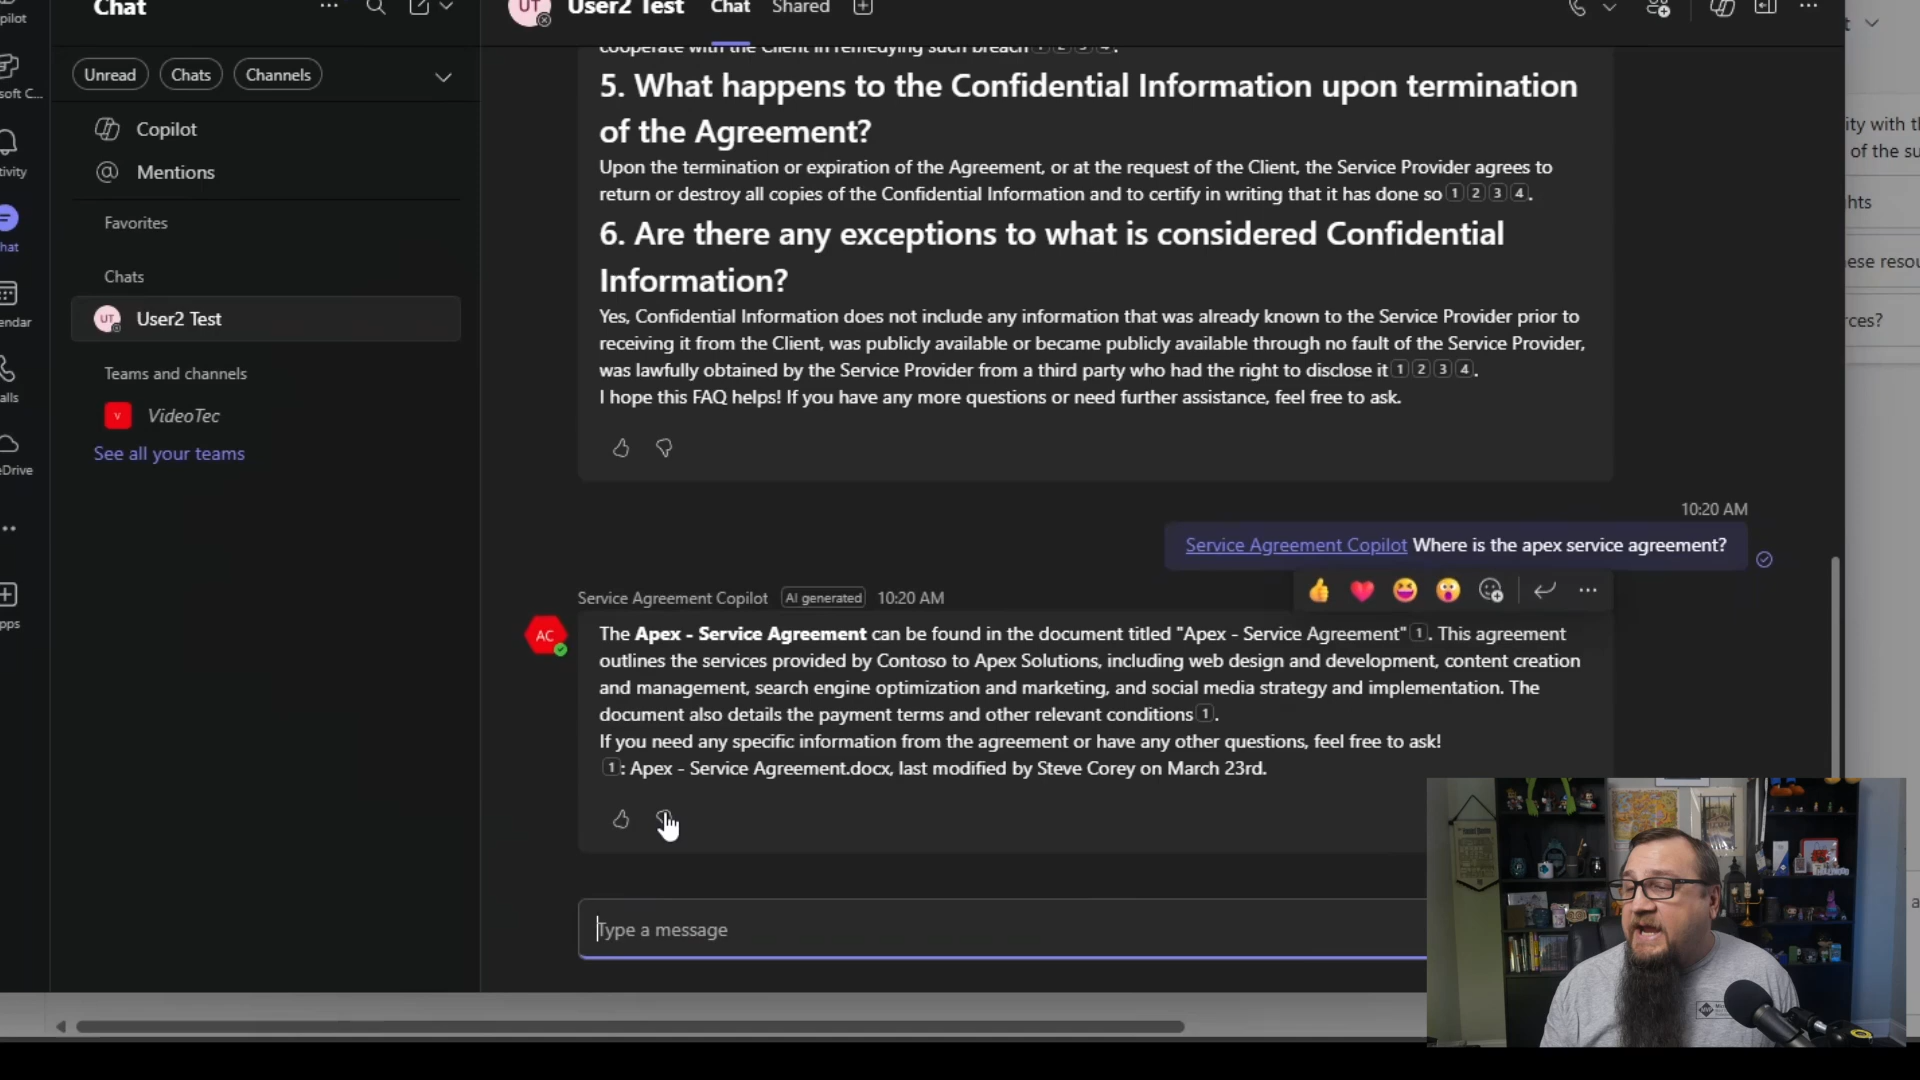 Chat
UT
User2 Test
Chat
Shared
Unread
Chats
Channels
Copilot
Mentions
Favorites
Chats
UT
User2 Test
Teams and channels
V
VideoTec
See all your teams
cooperate with the Client in remedying such breach 1 2 3 4.
5. What happens to the Confidential Information upon termination
of the Agreement?
Upon the termination or expiration of the Agreement, or at the request of the Client, the Service Provider agrees to
return or destroy all copies of the Confidential Information and to certify in writing that it has done so 1 2 3 4.
6. Are there any exceptions to what is considered Confidential
Information?
Yes, Confidential Information does not include any information that was already known to the Service Provider prior to
receiving it from the Client, was publicly available or became publicly available through no fault of the Service Provider,
was lawfully obtained by the Service Provider from a third party who had the right to disclose it 1 2 3 4.
I hope this FAQ helps! If you have any more questions or need further assistance, feel free to ask.
10:20 AM
Service Agreement Copilot Where is the apex service agreement?
Service Agreement Copilot AI generated 10:20 AM
AC
The Apex - Service Agreement can be found in the document titled "Apex - Service Agreement" 1. This agreement
outlines the services provided by Contoso to Apex Solutions, including web design and development, content creation
and management, search engine optimization and marketing, and social media strategy and implementation. The
document also details the payment terms and other relevant conditions 1.
If you need any specific information from the agreement or have any other questions, feel free to ask!
1: Apex - Service Agreement.docx, last modified by Steve Corey on March 23rd.
Type a message